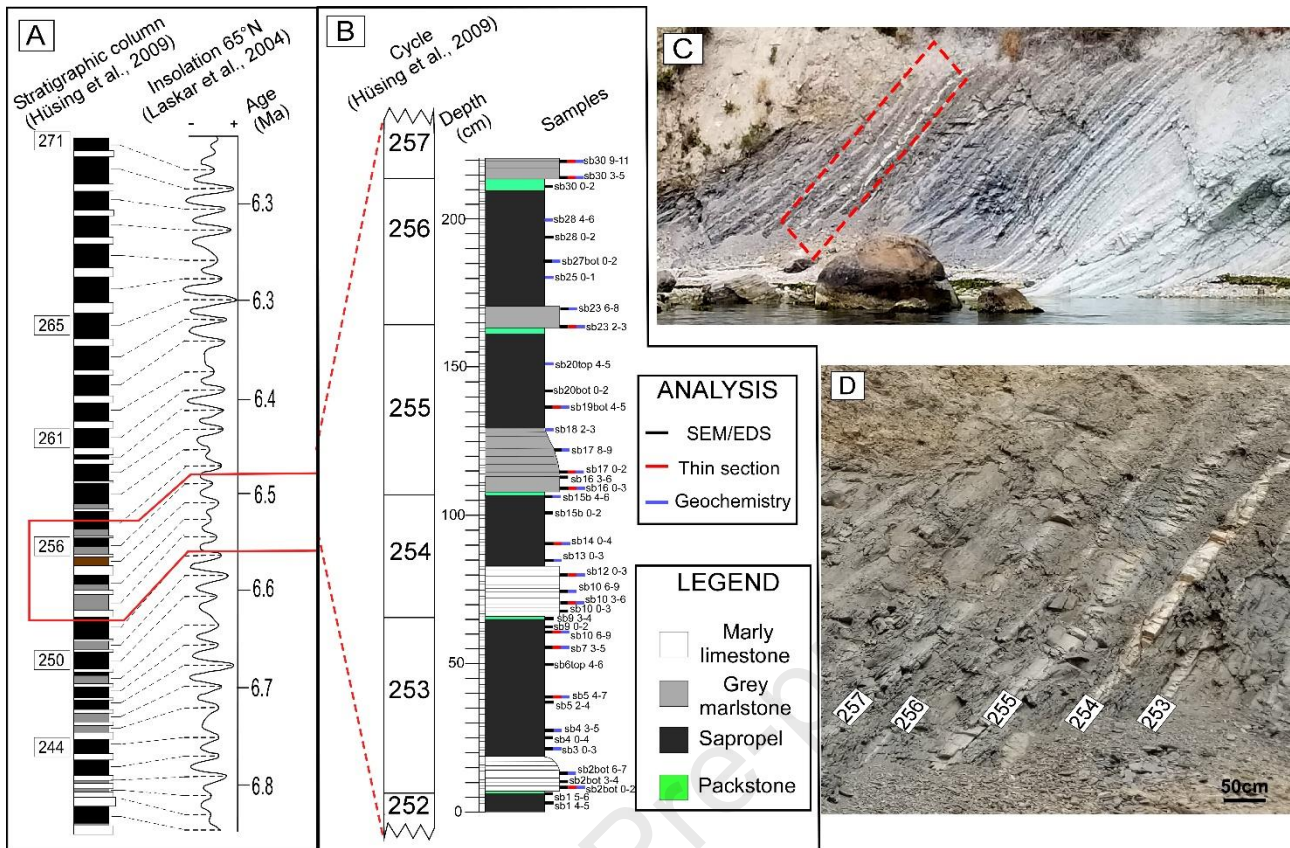 A
Stratigraphic column
(Hüsing et al., 2009)
Insolation 65°N
(Laskar et al., 2004)
Age
(Ma)
- +
271
265
261
256
250
244
6.3
6.3
6.4
6.5
6.6
6.7
6.8
B
Cycle
(Hüsing et al., 2009)
Depth
(cm)
Samples
257
256
255
254
253
252
200
150
100
50
0
sb30 9-11
sb30 3-5
sb30 0-2
sb28 4-6
sb28 0-2
sb27bot 0-2
sb25 0-1
sb23 6-8
sb23 2-3
sb20top 4-5
sb20bot 0-2
sb19bot 4-5
sb18 2-3
sb17 8-9
sb17 0-2
sb16 3-6
sb16 0-3
sb15b 4-6
sb15b 0-2
sb14 0-4
sb13 0-3
sb12 0-3
sb10 6-9
sb10 3-6
sb10 0-3
sb9 3-4
sb9 0-2
sb10 6-9
sb7 3-5
sb6top 4-6
sb5 4-7
sb5 2-4
sb4 3-5
sb4 0-4
sb3 0-3
sb2bot 6-7
sb2bot 3-4
sb2bot 0-2
sb1 5-6
sb1 4-5
ANALYSIS
SEM/EDS
Thin section
Geochemistry
LEGEND
Marly
limestone
Grey
marlstone
Sapropel
Packstone
C
D
257
256
255
254
253
50cm